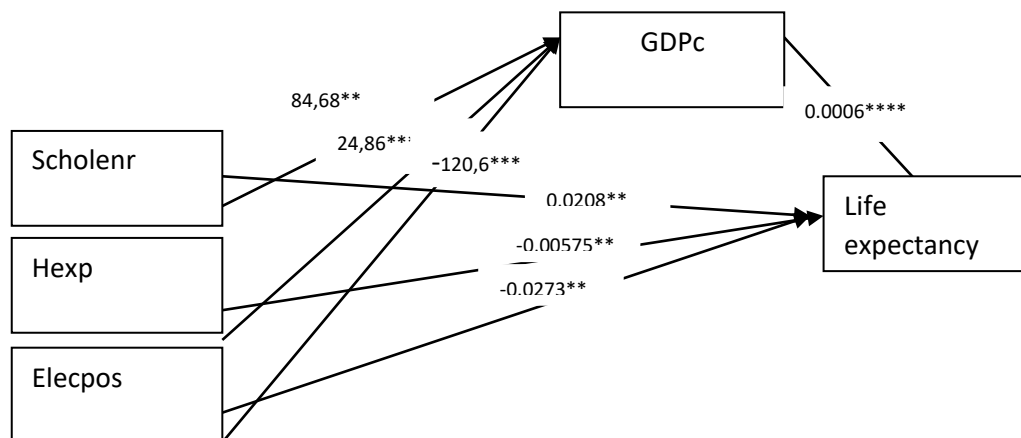 GDPc
84,68**
0.0006****
24,86***
-120,6***
Scholenr
0.0208**
Life
expectancy
-0.00575**
Hexp
-0.0273**
Elecpos